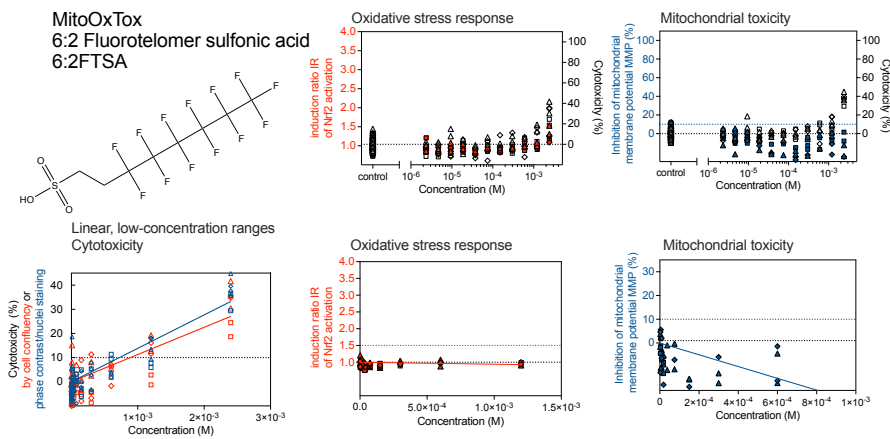 MitoOxTox
6:2 Fluorotelomer sulfonic acid
6:2FTSA
F F F F F F F F F F F F F
O
S
HO
O
Oxidative stress response
induction ratio IR
of Nrf2 activation
4.0
3.5
3.0
2.5
2.0
1.5
1.0
100
80
60
40
20
0
Cytotoxicity (%)
control
10⁻⁶ 10⁻⁵ 10⁻⁴ 10⁻³
Concentration (M)
Mitochondrial toxicity
Inhibition of mitochondrial
membrane potential MMP (%)
100
80
60
40
20
10
0
100
80
60
40
20
0
Cytotoxicity (%)
control
10⁻⁶ 10⁻⁵ 10⁻⁴ 10⁻³
Concentration (M)
Linear, low-concentration ranges
Cytotoxicity
Cytotoxicity (%)
by cell confluency or
phase contrast/nuclei staining
40
30
20
10
0
1×10⁻³ 2×10⁻³ 3×10⁻³
Concentration (M)
Oxidative stress response
induction ratio IR
of Nrf2 activation
4.0
3.5
3.0
2.5
2.0
1.5
1.0
0.0 5.0×10⁻⁴ 1.0×10⁻³ 1.5×10⁻³
Concentration (M)
Mitochondrial toxicity
Inhibition of mitochondrial
membrane potential MMP (%)
30
20
10
0
0 2×10⁻⁴ 4×10⁻⁴ 6×10⁻⁴ 8×10⁻⁴ 1×10⁻³
Concentration (M)